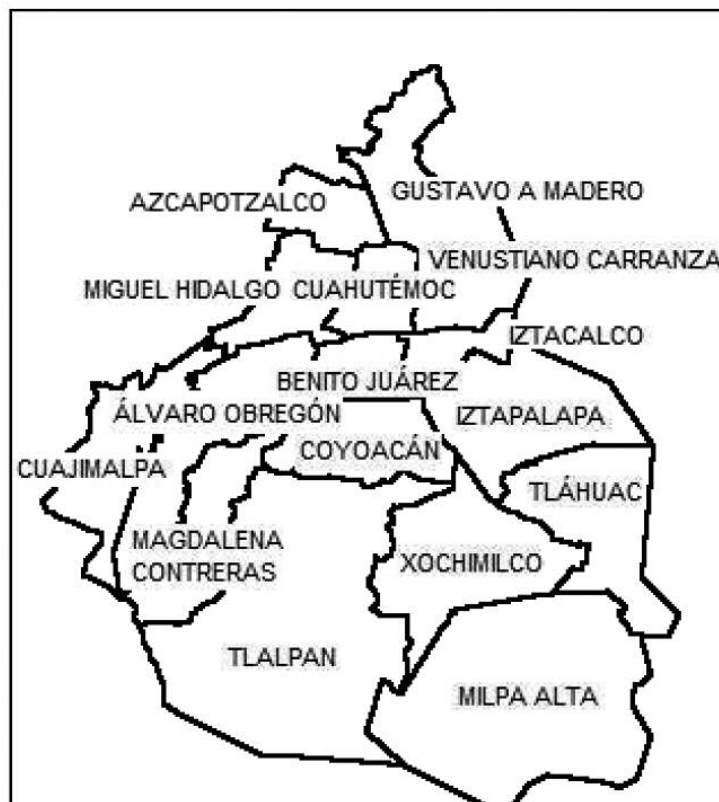 GUSTAVO A MADERO
AZCAPOTZALCO
VENUSTIANO CARRANZA
MIGUEL HIDALGO
CUAHUTÉMOC
IZTACALCO
BENITO JUÁREZ
ÁLVARO OBREGÓN
IZTAPALAPA
COYOACÁN
CUAJIMALPA
TLÁHUAC
MAGDALENA
CONTRERAS
XOCHIMILCO
TLALPAN
MILPA ALTA